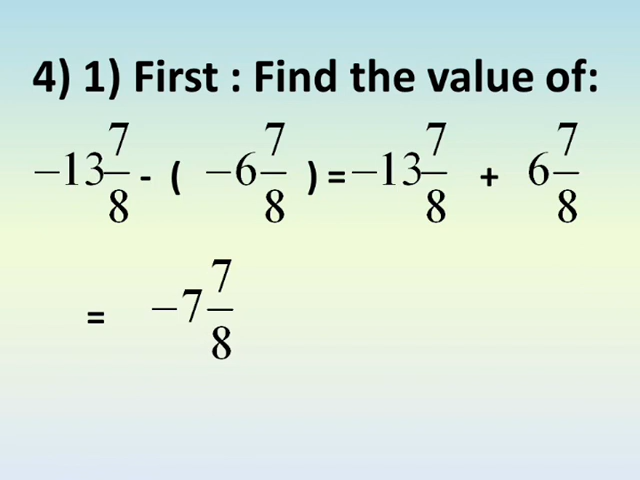 4) 1) First : Find the value of:
−13 7/8 - ( −6 7/8 ) = −13 7/8 + 6 7/8
= −7 7/8